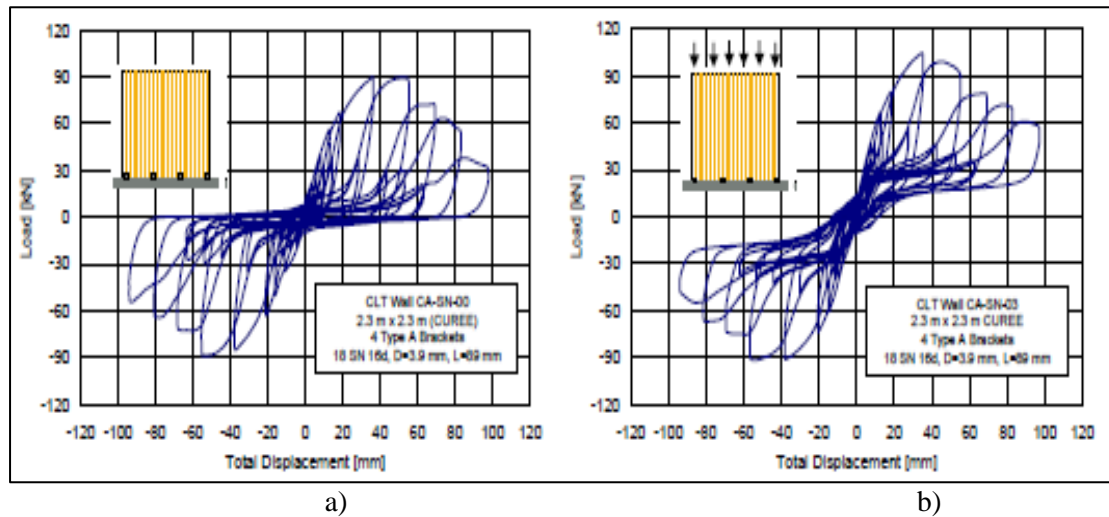 120
90
60
30
0
-30
-60
-90
-120
Load [kN]
CLT Wall CA-SN-00
2.3 m x 2.3 m (CUREE)
4 Type A Brackets
18 SN 16d, D=3.9 mm, L=89 mm
-120 -100 -80 -60 -40 -20 0 20 40 60 80 100 120
Total Displacement [mm]
a)
120
90
60
30
0
-30
-60
-90
-120
Load [kN]
CLT Wall CA-SN-03
2.3 m x 2.3 m CUREE
4 Type A Brackets
18 SN 16d, D=3.9 mm, L=89 mm
-120 -100 -80 -60 -40 -20 0 20 40 60 80 100 120
Total Displacement [mm]
b)